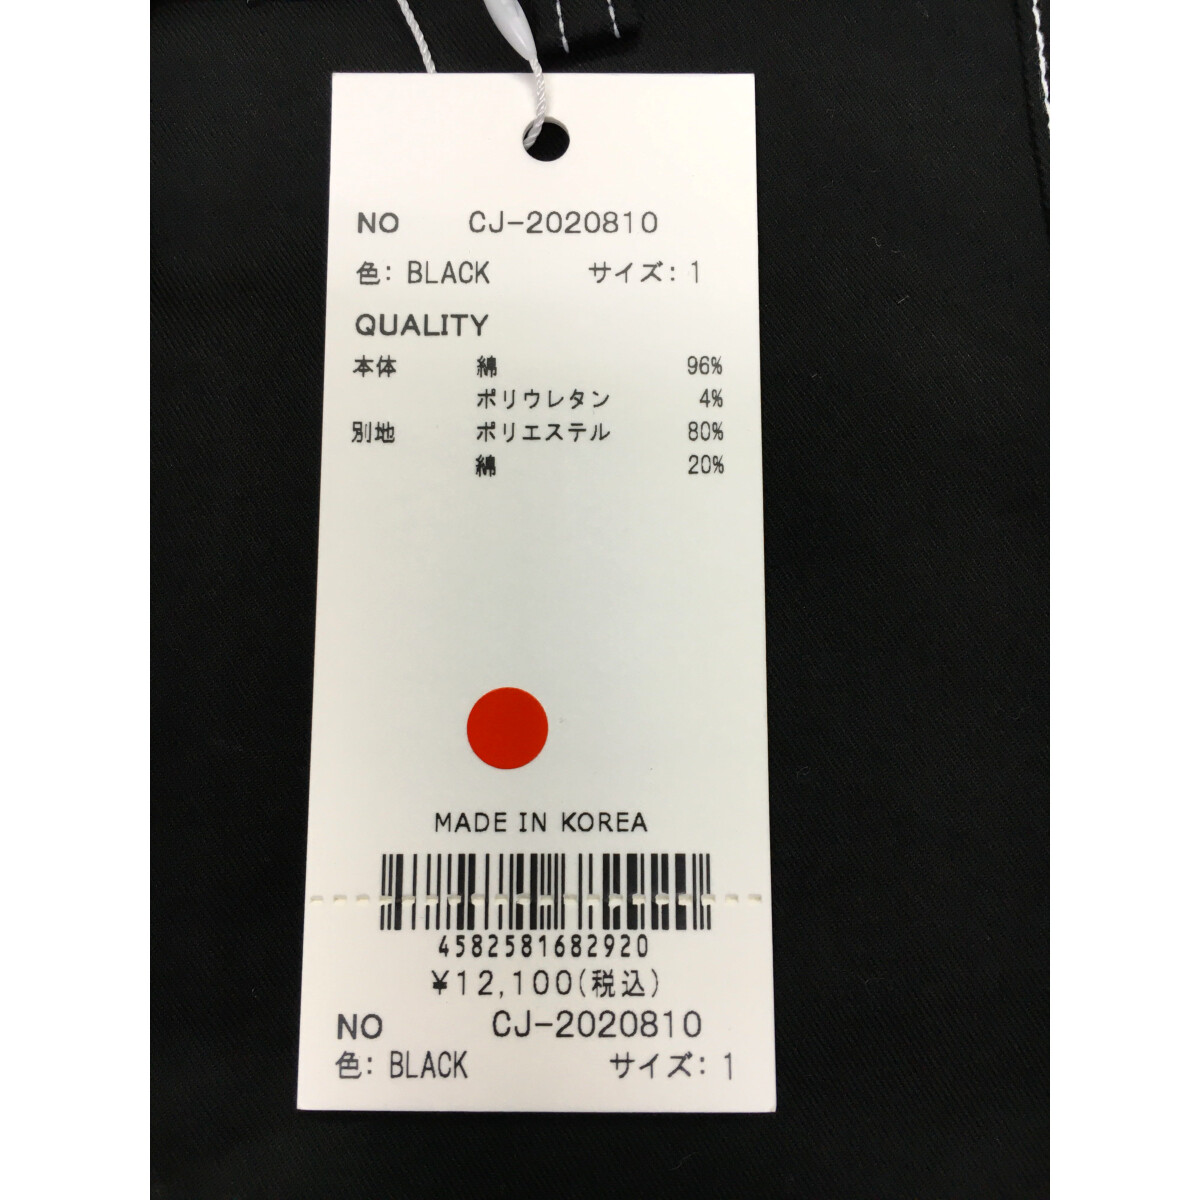 NO CJ-2020810
色: BLACK サイズ: 1
QUALITY
本体 綿 96%
ポリウレタン 4%
別地 ポリエステル 80%
綿 20%
MADE IN KOREA
4582581682920
¥12,100(税込)
NO CJ-2020810
色: BLACK サイズ: 1